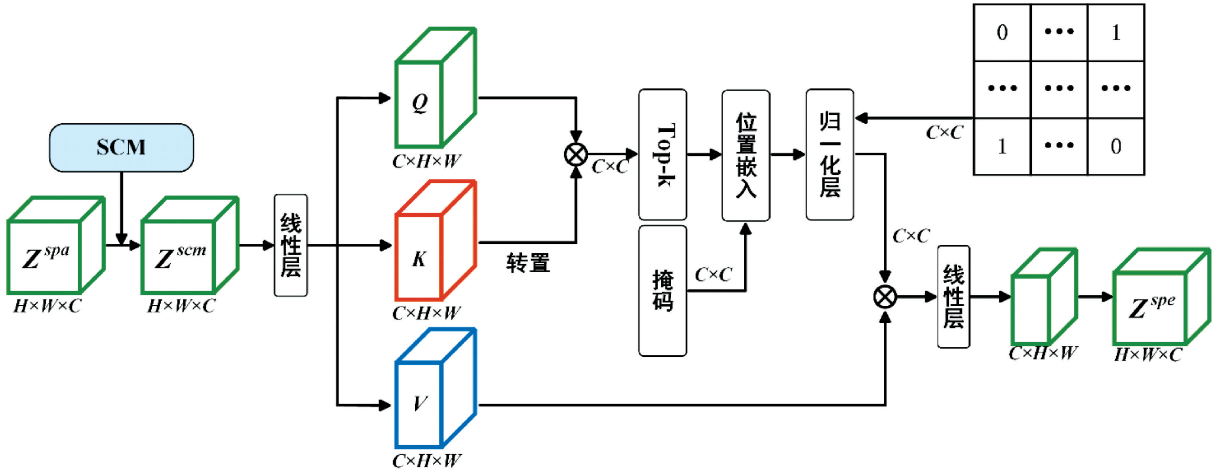 SCM
Z^spa
H×W×C
Z^scm
H×W×C
线性层
Q
C×H×W
K
C×H×W
V
C×H×W
转置
C×C
Top-k
掩码
C×C
位置嵌入
归一化层
C×C
0 ••• 1
••• ••• •••
1 ••• 0
C×C
线性层
C×H×W
Z^spe
H×W×C